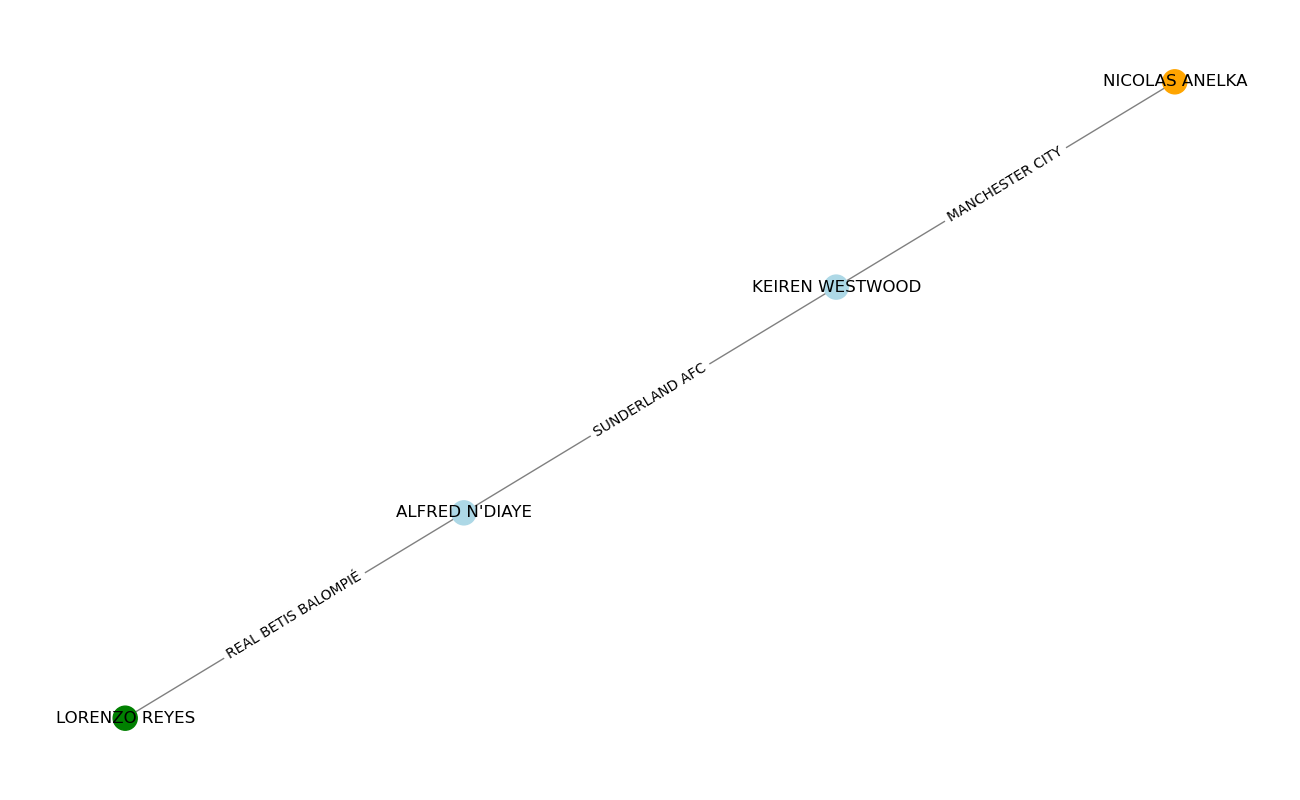 NICOLAS ANELKA
MANCHESTER CITY
KEIREN WESTWOOD
SUNDERLAND AFC
ALFRED N'DIAYE
REAL BETIS BALOMPIÉ
LORENZO REYES